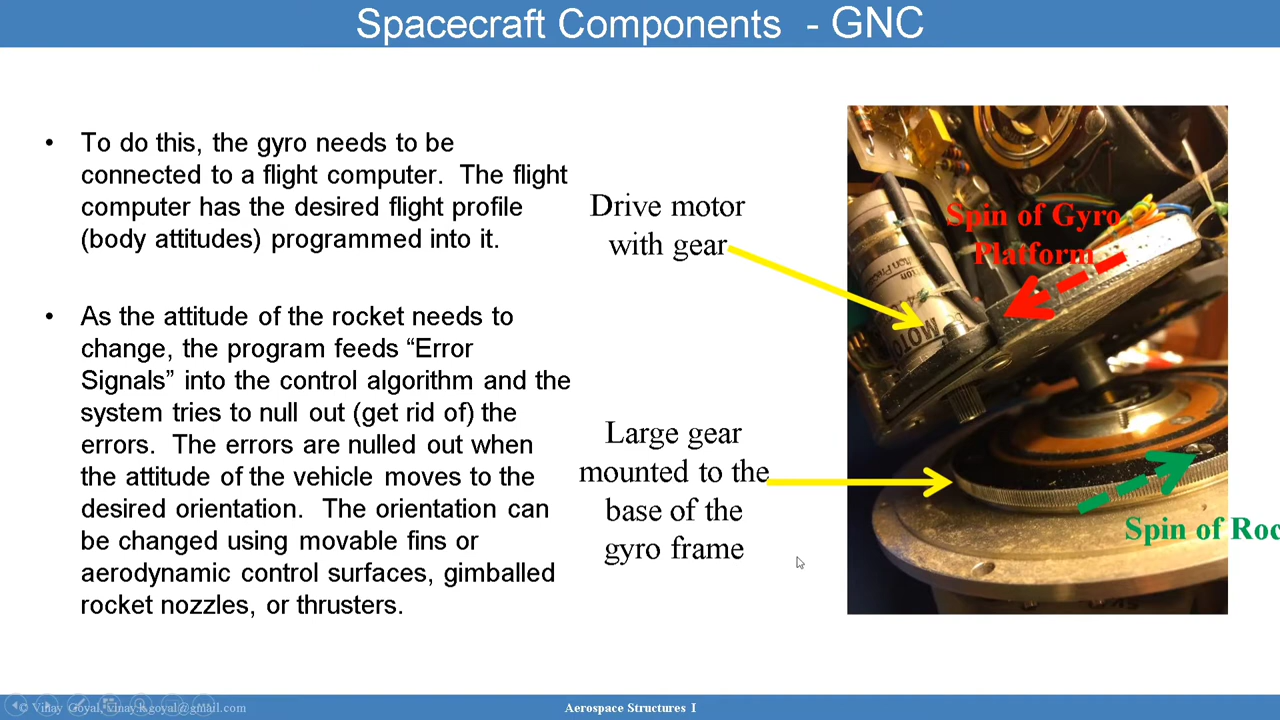 Spacecraft Components - GNC
• To do this, the gyro needs to be
connected to a flight computer. The flight
computer has the desired flight profile
(body attitudes) programmed into it.
• As the attitude of the rocket needs to
change, the program feeds “Error
Signals” into the control algorithm and the
system tries to null out (get rid of) the
errors. The errors are nulled out when
the attitude of the vehicle moves to the
desired orientation. The orientation can
be changed using movable fins or
aerodynamic control surfaces, gimballed
rocket nozzles, or thrusters.
Drive motor
with gear
Large gear
mounted to the
base of the
gyro frame
Spin of Gyro
Platform
MOTO
Spin of Roc
© Vinay Goyal, vinay.k.goyal@gmail.com
Aerospace Structures I